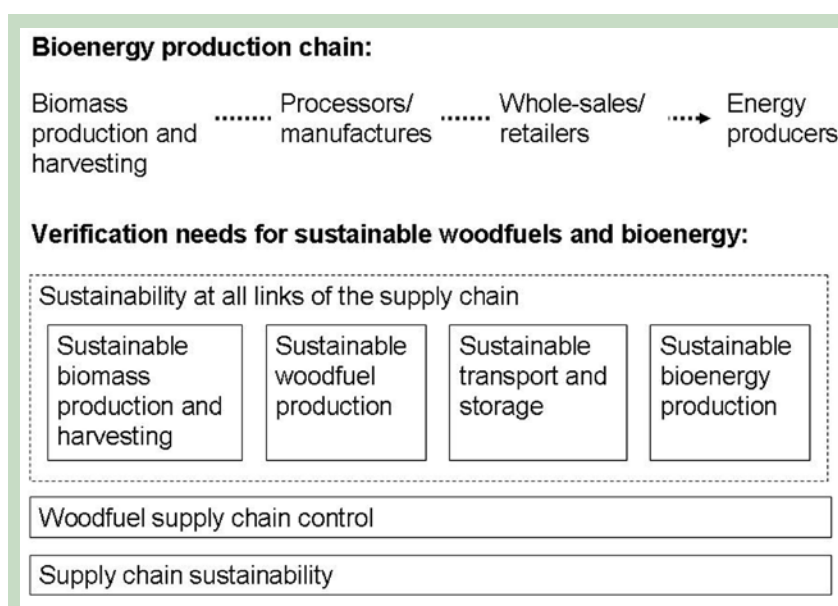 Bioenergy production chain:
Biomass
production and
harvesting
Processors/
manufactures
Whole-sales/
retailers
Energy
producers
Verification needs for sustainable woodfuels and bioenergy:
Sustainability at all links of the supply chain
Sustainable
biomass
production and
harvesting
Sustainable
woodfuel
production
Sustainable
transport and
storage
Sustainable
bioenergy
production
Woodfuel supply chain control
Supply chain sustainability